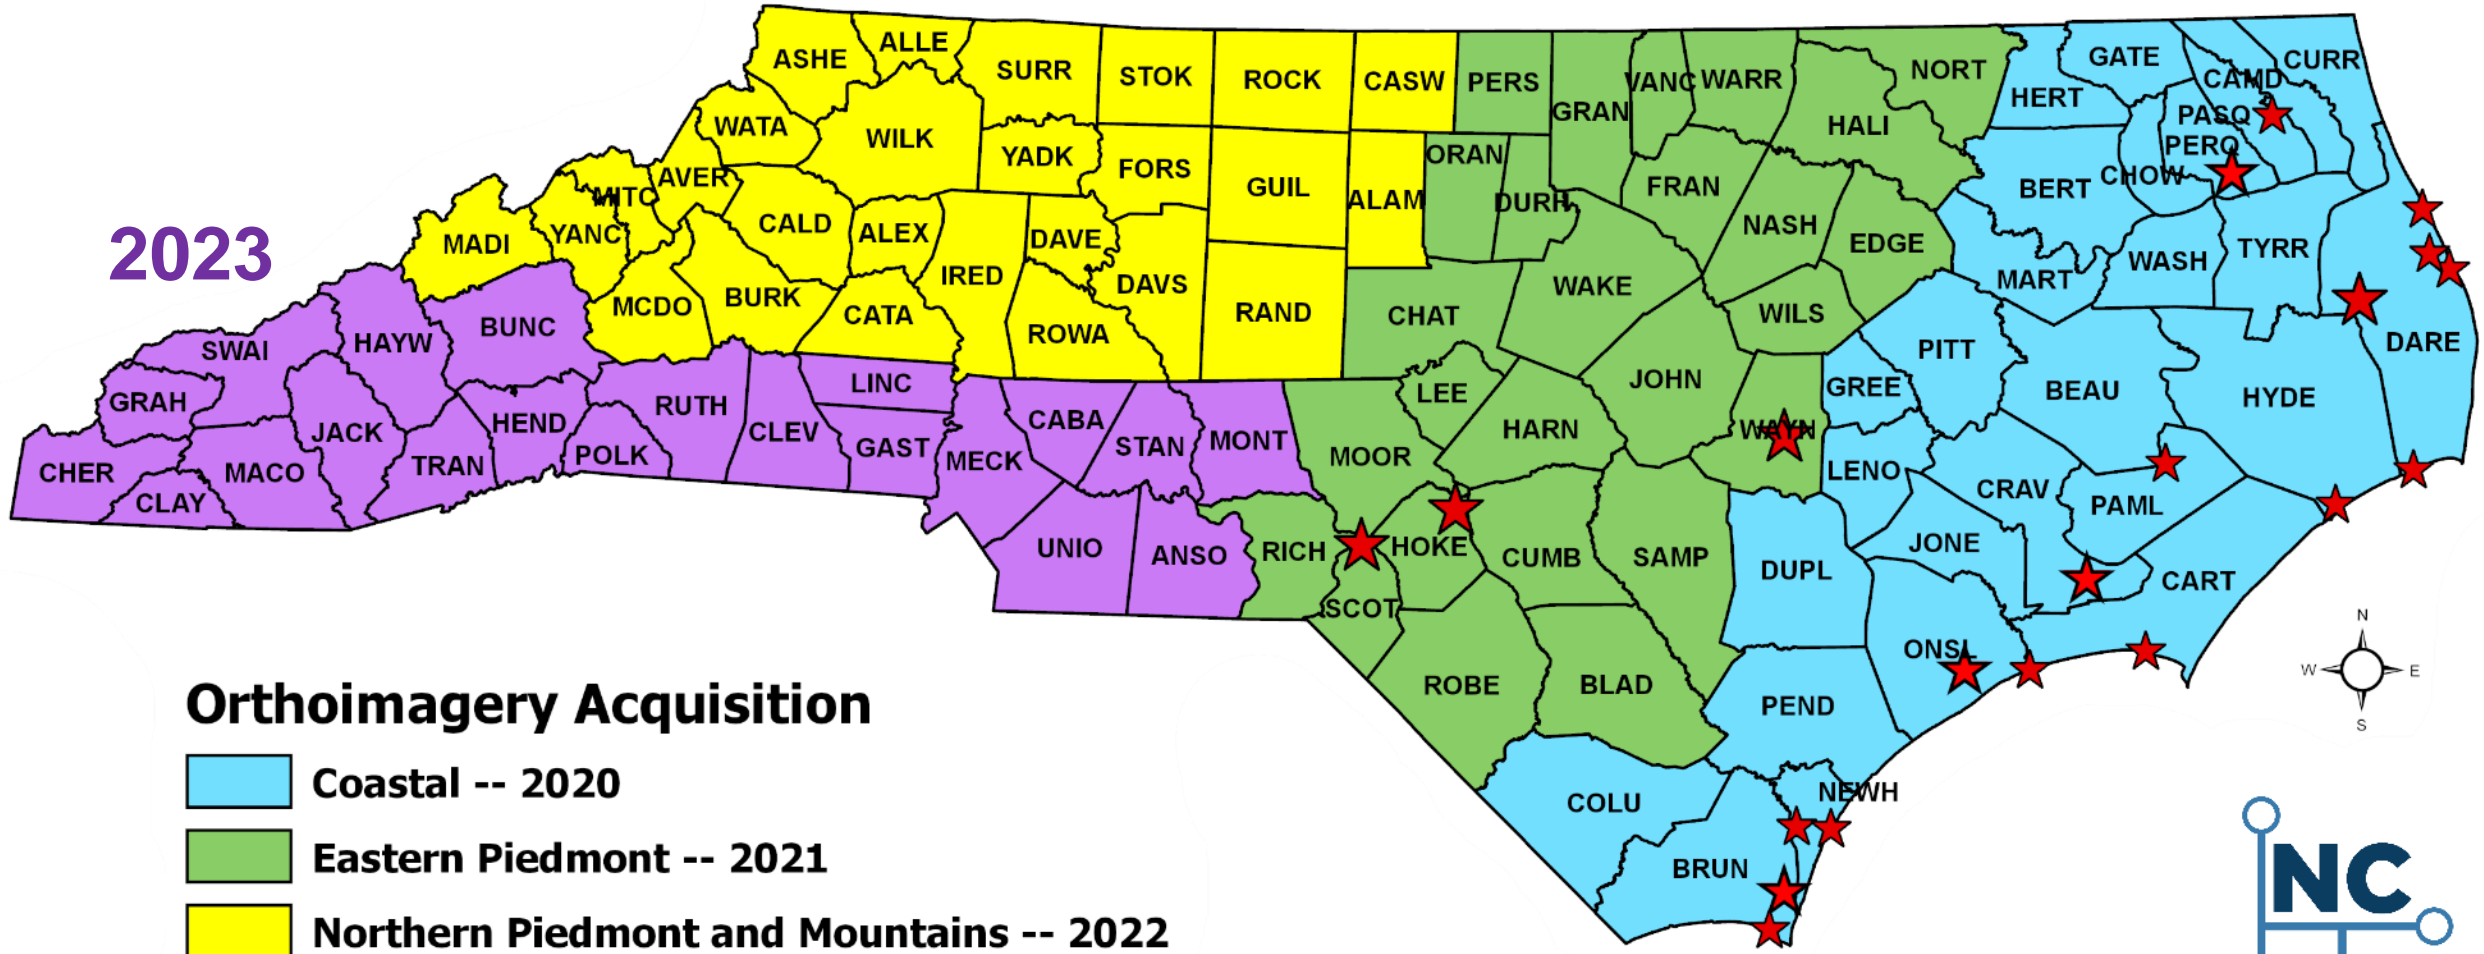 2023
ASHE
ALLE
SURR
STOK
ROCK
CASW
PERS
GRAN
VANC
WARR
NORT
HERT
GATE
CAMD
CURR
WATA
WILK
YADK
FORS
GUIL
ALAM
ORAN
DURH
FRAN
HALI
NASH
EDGE
BERT
CHOW
PERQ
PASQ
MADI
YANC
MITC
AVER
CALD
ALEX
IRED
DAVE
DAVS
RAND
CHAT
WAKE
WILS
MART
WASH
TYRR
DARE
MCDO
BURK
CATA
ROWA
SWAI
HAYW
BUNC
GRAH
JACK
HEND
RUTH
LINC
CABA
LEE
JOHN
GREE
PITT
BEAU
HYDE
CHER
CLAY
MACO
TRAN
POLK
CLEV
GAST
MECK
STAN
MONT
MOOR
HARN
WAYN
LENO
CRAV
PAML
UNIO
ANSO
RICH
HOKE
SCOT
CUMB
SAMP
DUPL
JONE
CART
ROBE
BLAD
PEND
ONSL
COLU
BRUN
NEWH
N
W
E
S
Orthoimagery Acquisition
Coastal -- 2020
Eastern Piedmont -- 2021
Northern Piedmont and Mountains -- 2022
NC